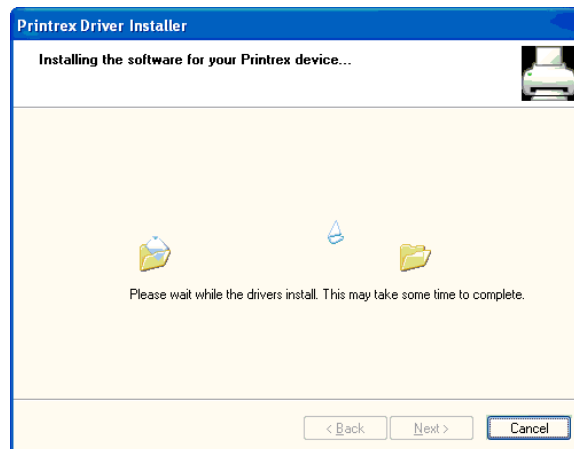 Printrex Driver Installer
Installing the software for your Printrex device...
Please wait while the drivers install. This may take some time to complete.
< Back Next > Cancel